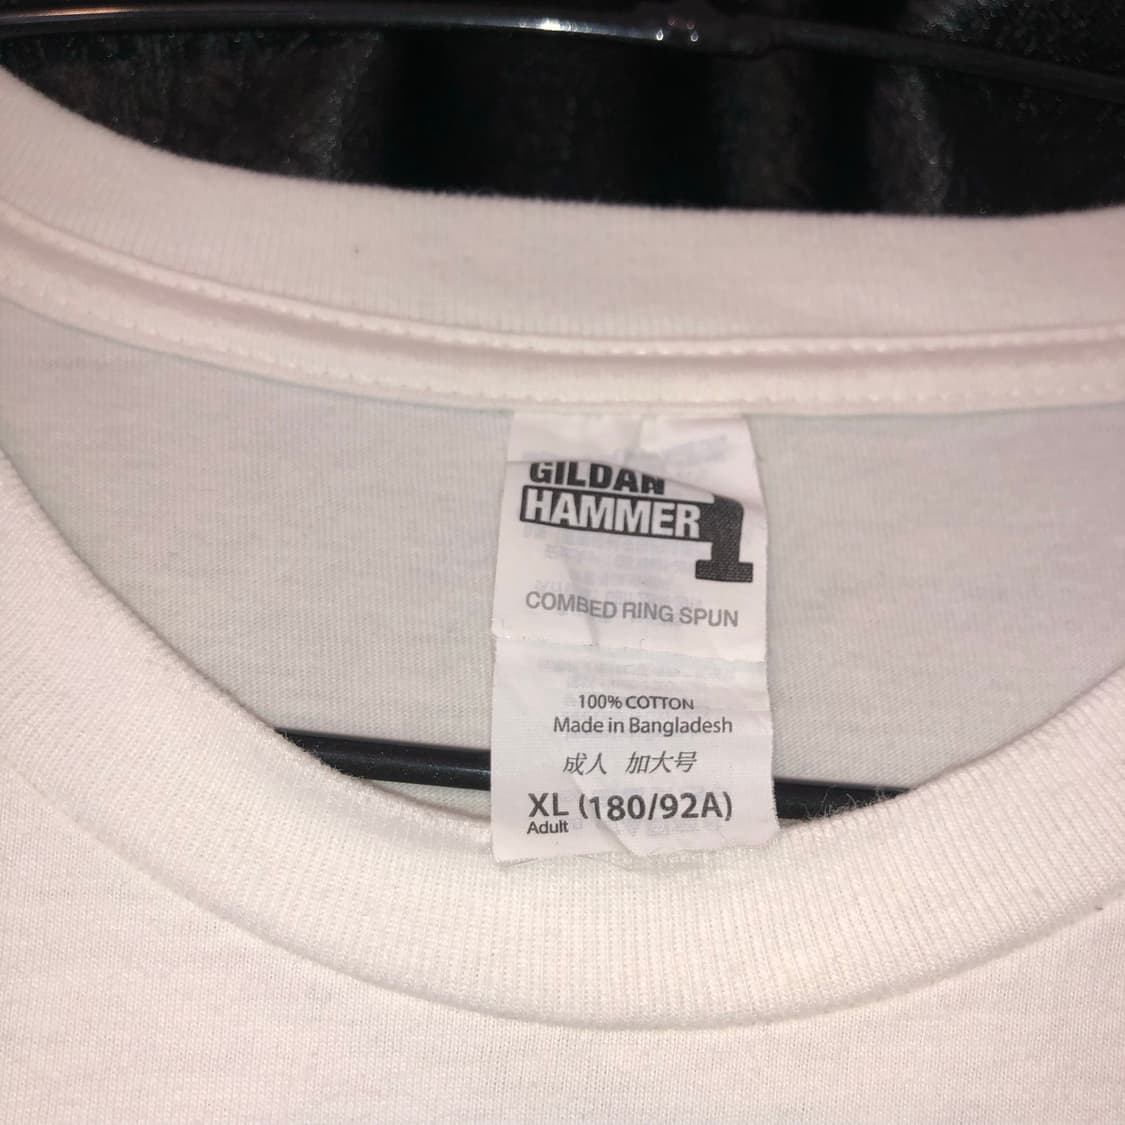 GILDAN
HAMMER
1
COMBED RING SPUN
100% COTTON
Made in Bangladesh
成人 加大号
XL (180/92A)
Adult